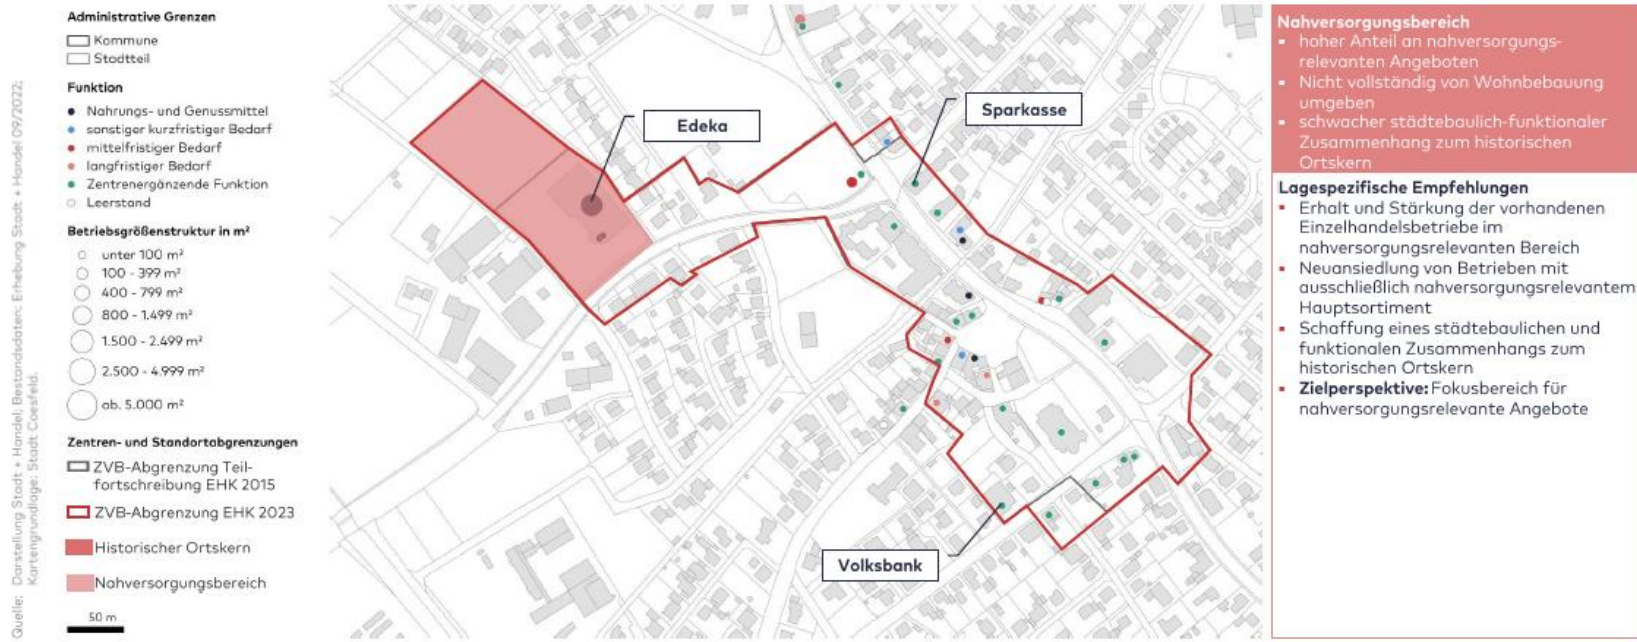 Administrative Grenzen
Kommune
Stadtteil
Funktion
Nahrungs- und Genussmittel
sonstiger kurzfristiger Bedarf
mittelfristiger Bedarf
langfristiger Bedarf
Zentrenergänzende Funktion
Leerstand
Betriebsgrößenstruktur in m²
unter 100 m²
100 - 399 m²
400 - 799 m²
800 - 1.499 m²
1.500 - 2.499 m²
2.500 - 4.999 m²
ab. 5.000 m²
Zentren- und Standortabgrenzungen
ZVB-Abgrenzung Teil-
fortschreibung EHK 2015
ZVB-Abgrenzung EHK 2023
Historischer Ortskern
Nahversorgungsbereich
50 m
Quelle: Darstellung Stadt + Handel; Bestandsdaten: Erhebung Stadt + Handel 09/2022;
Kartengrundlage: Stadt Coesfeld.
Edeka
Sparkasse
Volksbank
Nahversorgungsbereich
▪ hoher Anteil an nahversorgungs-
relevanten Angeboten
▪ Nicht vollständig von Wohnbebauung
umgeben
▪ schwacher städtebaulich-funktionaler
Zusammenhang zum historischen
Ortskern
Lagespezifische Empfehlungen
▪ Erhalt und Stärkung der vorhandenen
Einzelhandelsbetriebe im
nahversorgungsrelevanten Bereich
▪ Neuansiedlung von Betrieben mit
ausschließlich nahversorgungsrelevantem
Hauptsortiment
▪ Schaffung eines städtebaulichen und
funktionalen Zusammenhangs zum
historischen Ortskern
▪ Zielperspektive: Fokusbereich für
nahversorgungsrelevante Angebote